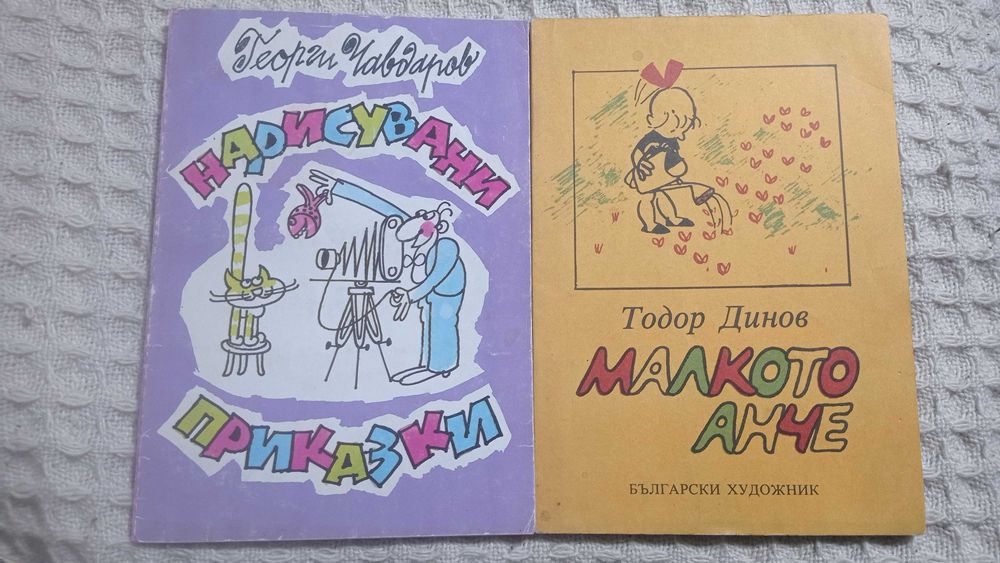 Георги Чавдаров
НАРИСУВАНИ
ПРИКАЗКИ
Тодор Динов
МАЛКОТО
АНЧЕ
БЪЛГАРСКИ ХУДОЖНИК